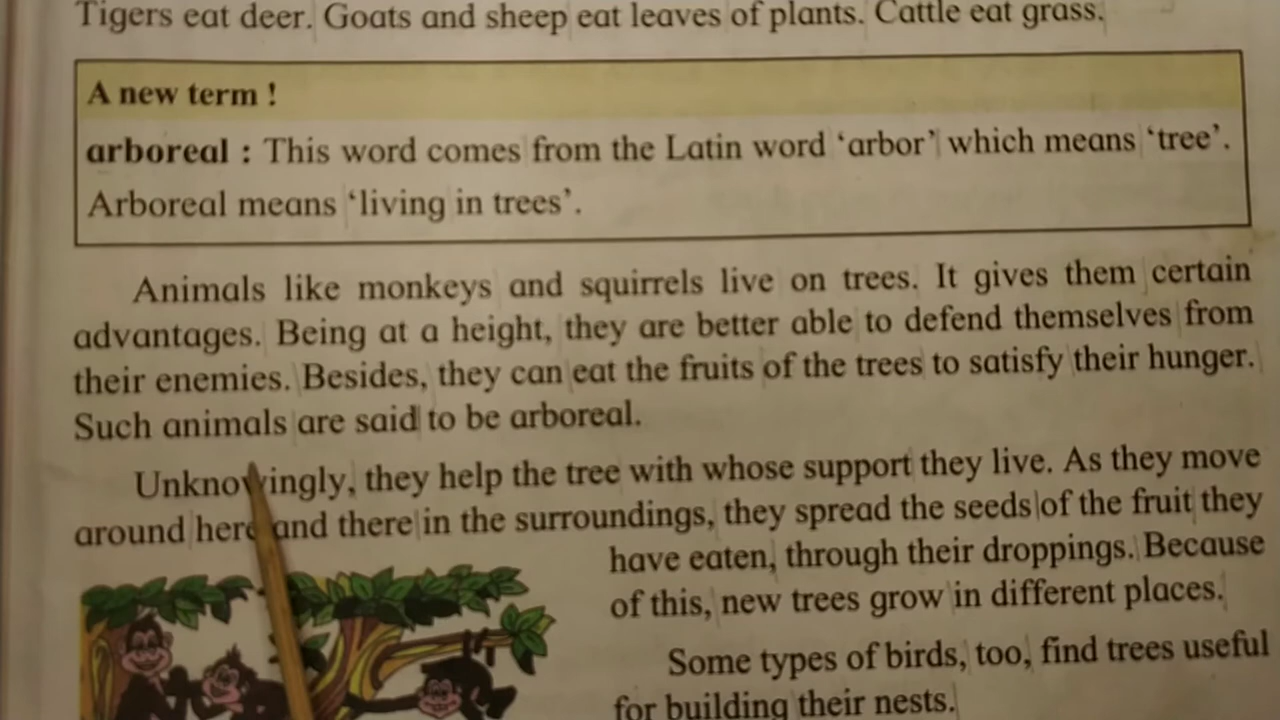 Tigers eat deer. Goats and sheep eat leaves of plants. Cattle eat grass.
A new term !
arboreal : This word comes from the Latin word ‘arbor’ which means ‘tree’.
Arboreal means ‘living in trees’.
Animals like monkeys and squirrels live on trees. It gives them certain
advantages. Being at a height, they are better able to defend themselves from
their enemies. Besides, they can eat the fruits of the trees to satisfy their hunger.
Such animals are said to be arboreal.
Unknowingly, they help the tree with whose support they live. As they move
around here and there in the surroundings, they spread the seeds of the fruit they
have eaten, through their droppings. Because
of this, new trees grow in different places.
Some types of birds, too, find trees useful
for building their nests.